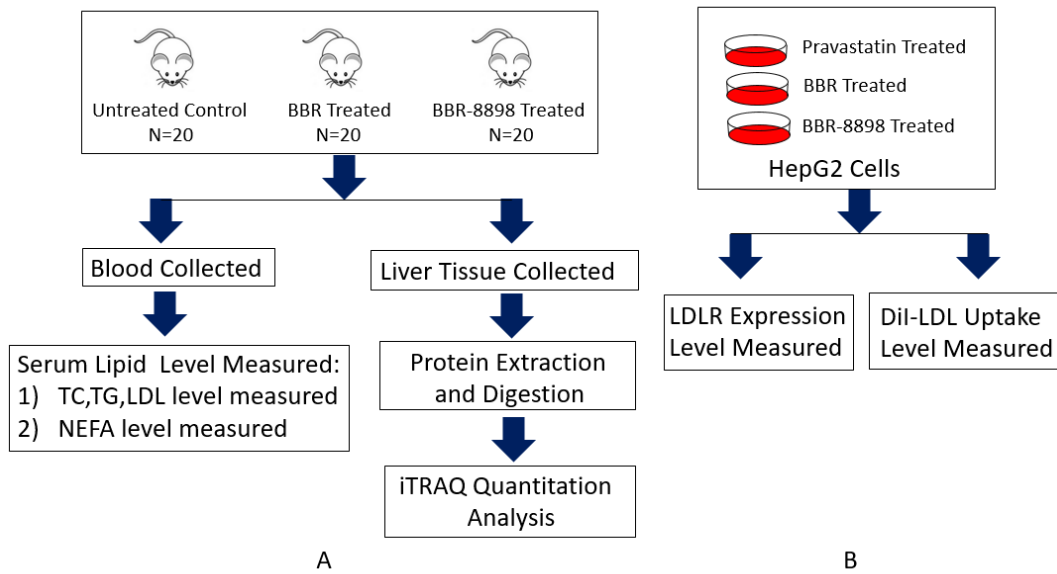 Untreated Control
N=20
BBR Treated
N=20
BBR-8898 Treated
N=20
Blood Collected
Liver Tissue Collected
Serum Lipid Level Measured:
1) TC,TG,LDL level measured
2) NEFA level measured
Protein Extraction
and Digestion
iTRAQ Quantitation
Analysis
A
Pravastatin Treated
BBR Treated
BBR-8898 Treated
HepG2 Cells
LDLR Expression
Level Measured
DiI-LDL Uptake
Level Measured
B